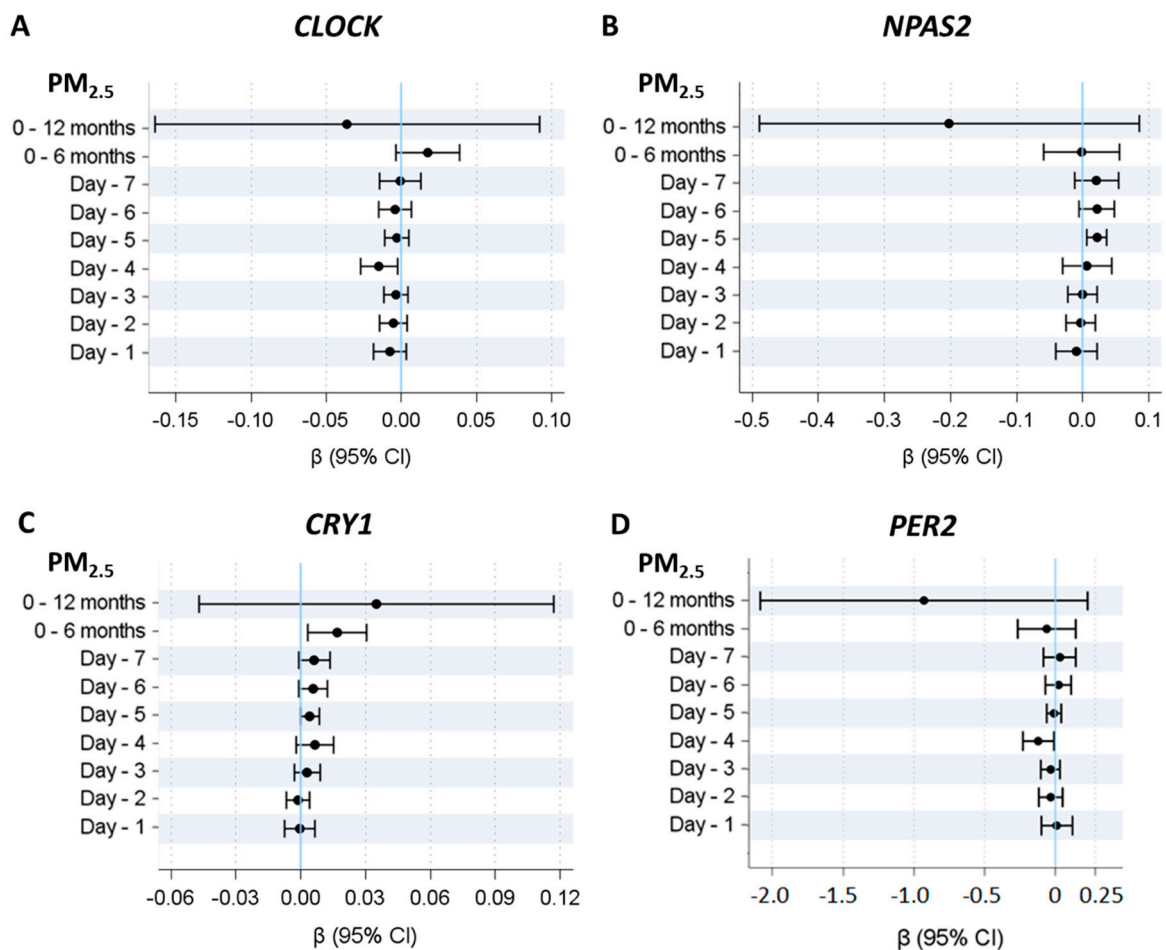 A
CLOCK
PM2.5
0 - 12 months
0 - 6 months
Day - 7
Day - 6
Day - 5
Day - 4
Day - 3
Day - 2
Day - 1
-0.15 -0.10 -0.05 0.00 0.05 0.10
β (95% CI)
B
NPAS2
PM2.5
0 - 12 months
0 - 6 months
Day - 7
Day - 6
Day - 5
Day - 4
Day - 3
Day - 2
Day - 1
-0.5 -0.4 -0.3 -0.2 -0.1 0.0 0.1
β (95% CI)
C
CRY1
PM2.5
0 - 12 months
0 - 6 months
Day - 7
Day - 6
Day - 5
Day - 4
Day - 3
Day - 2
Day - 1
-0.06 -0.03 0.00 0.03 0.06 0.09 0.12
β (95% CI)
D
PER2
PM2.5
0 - 12 months
0 - 6 months
Day - 7
Day - 6
Day - 5
Day - 4
Day - 3
Day - 2
Day - 1
-2.0 -1.0 -0.5 0 0.25
β (95% CI)